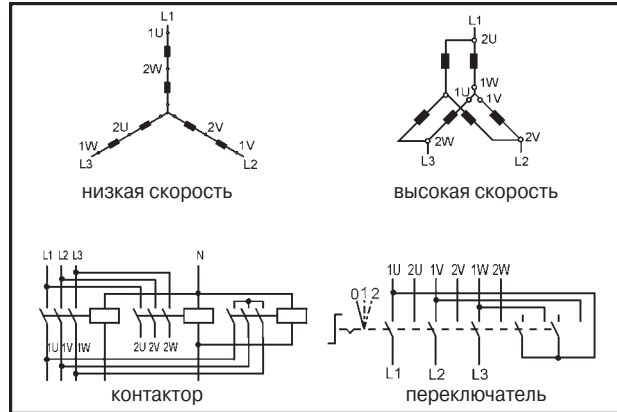 L1
1U
2W
2U
2V
1W
1V
L3
L2
низкая скорость
L1
2U
1W
1U
1V
2W
2V
L3
L2
высокая скорость
L1 L2 L3
N
1U 1V 1W
2U 2V 2W
контактор
1U 2U 1V 2V 1W 2W
0 1 2
L1 L2 L3
переключатель